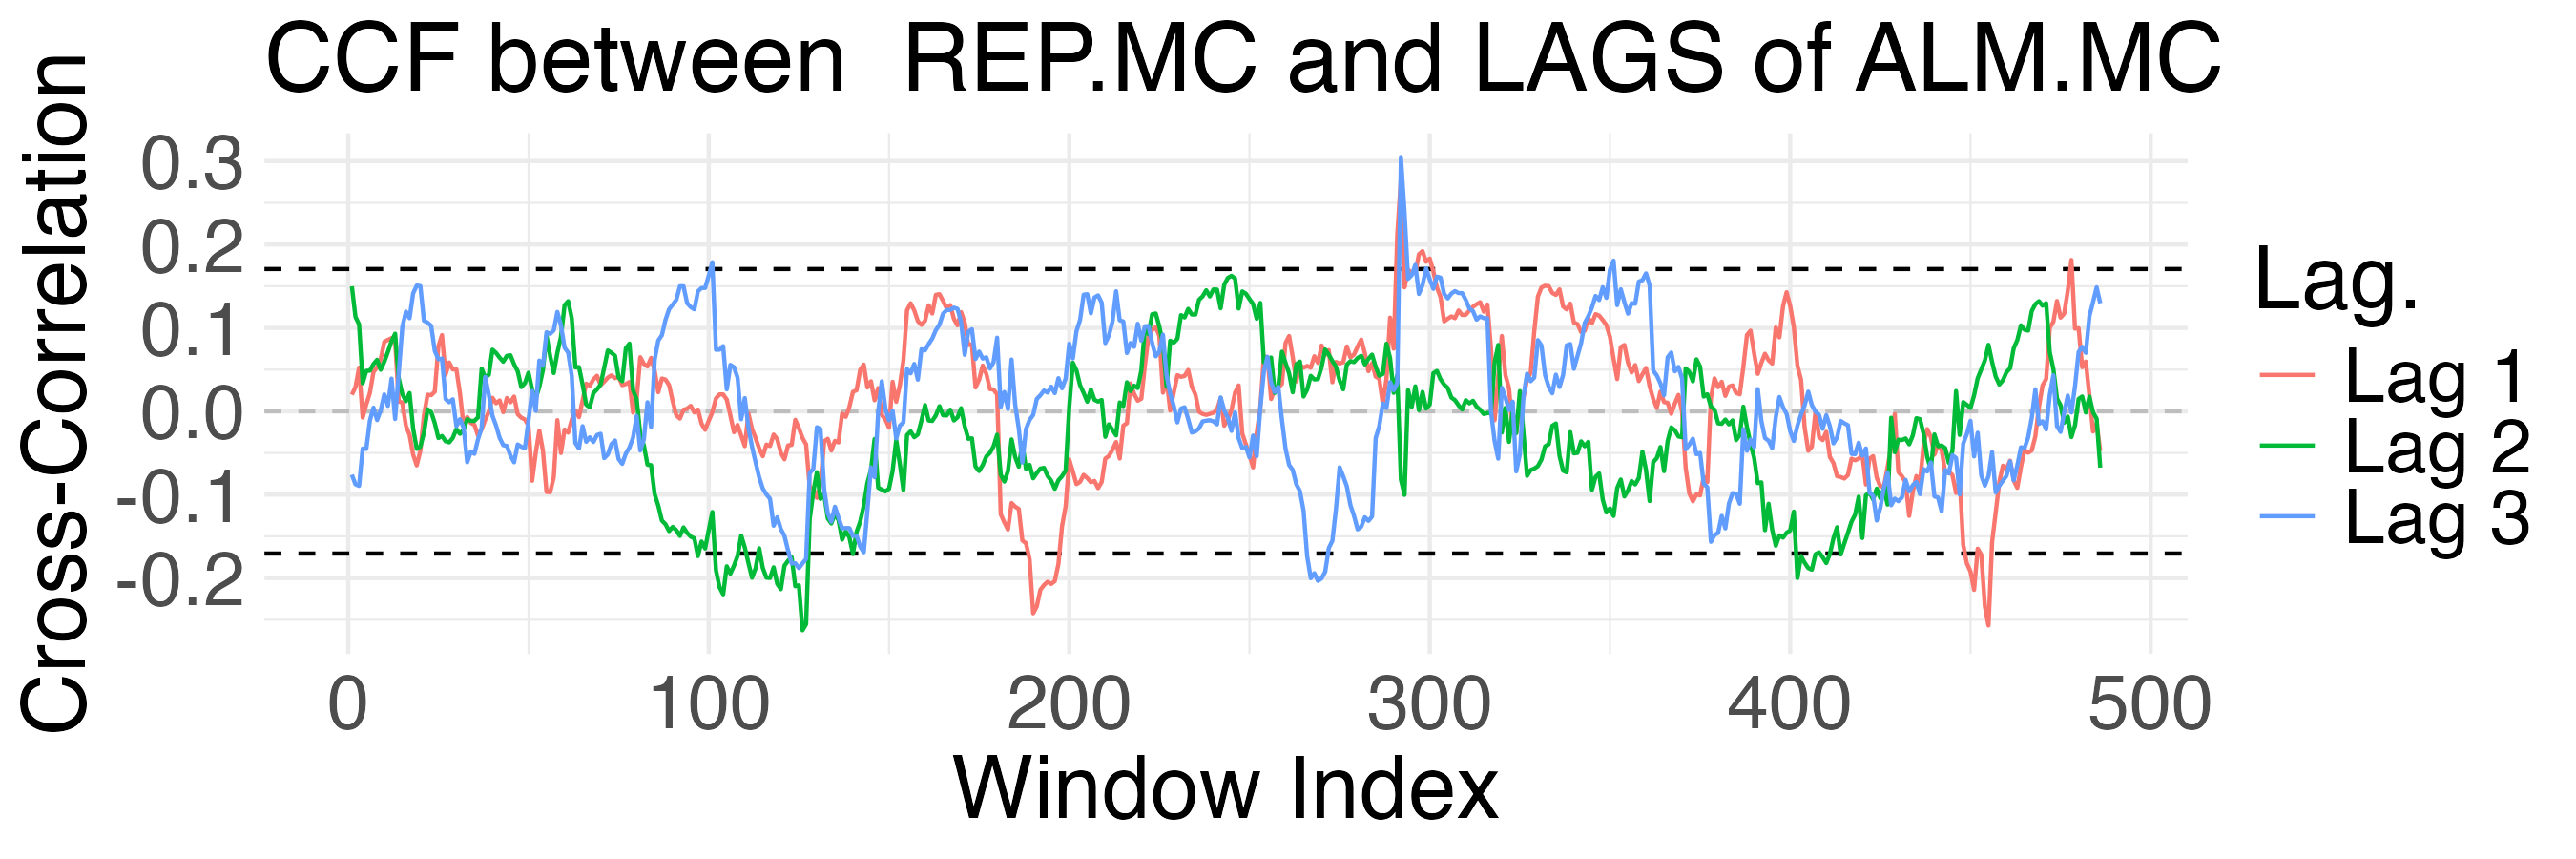 CCF between  REP.MC and LAGS of ALM.MC
Cross-Correlation
0.3
0.2
0.1
0.0
-0.1
-0.2
0 100 200 300 400 500
Window Index
Lag.
Lag 1
Lag 2
Lag 3